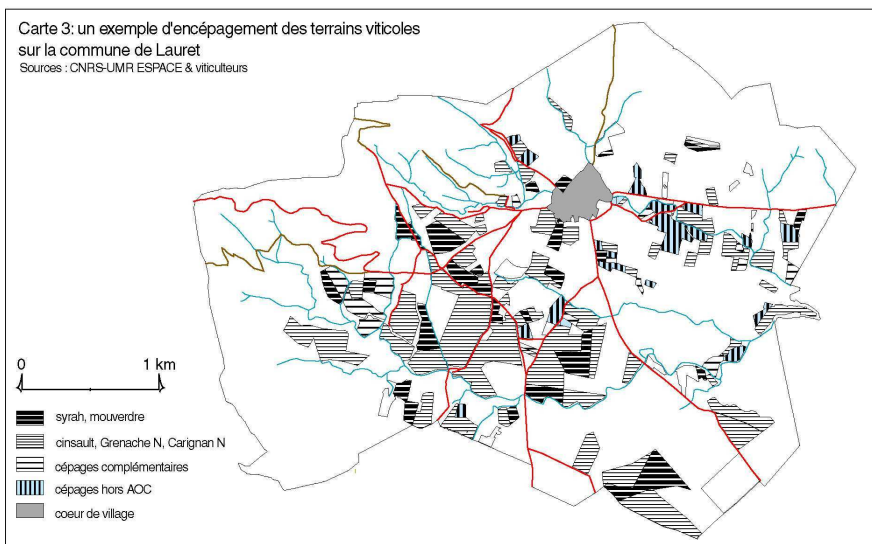 Carte 3: un exemple d'encépagement des terrains viticoles
sur la commune de Lauret
Sources : CNRS-UMR ESPACE & viticulteurs
0 1 km
syrah, mouverdre
cinsault, Grenache N, Carignan N
cépages complémentaires
cépages hors AOC
coeur de village